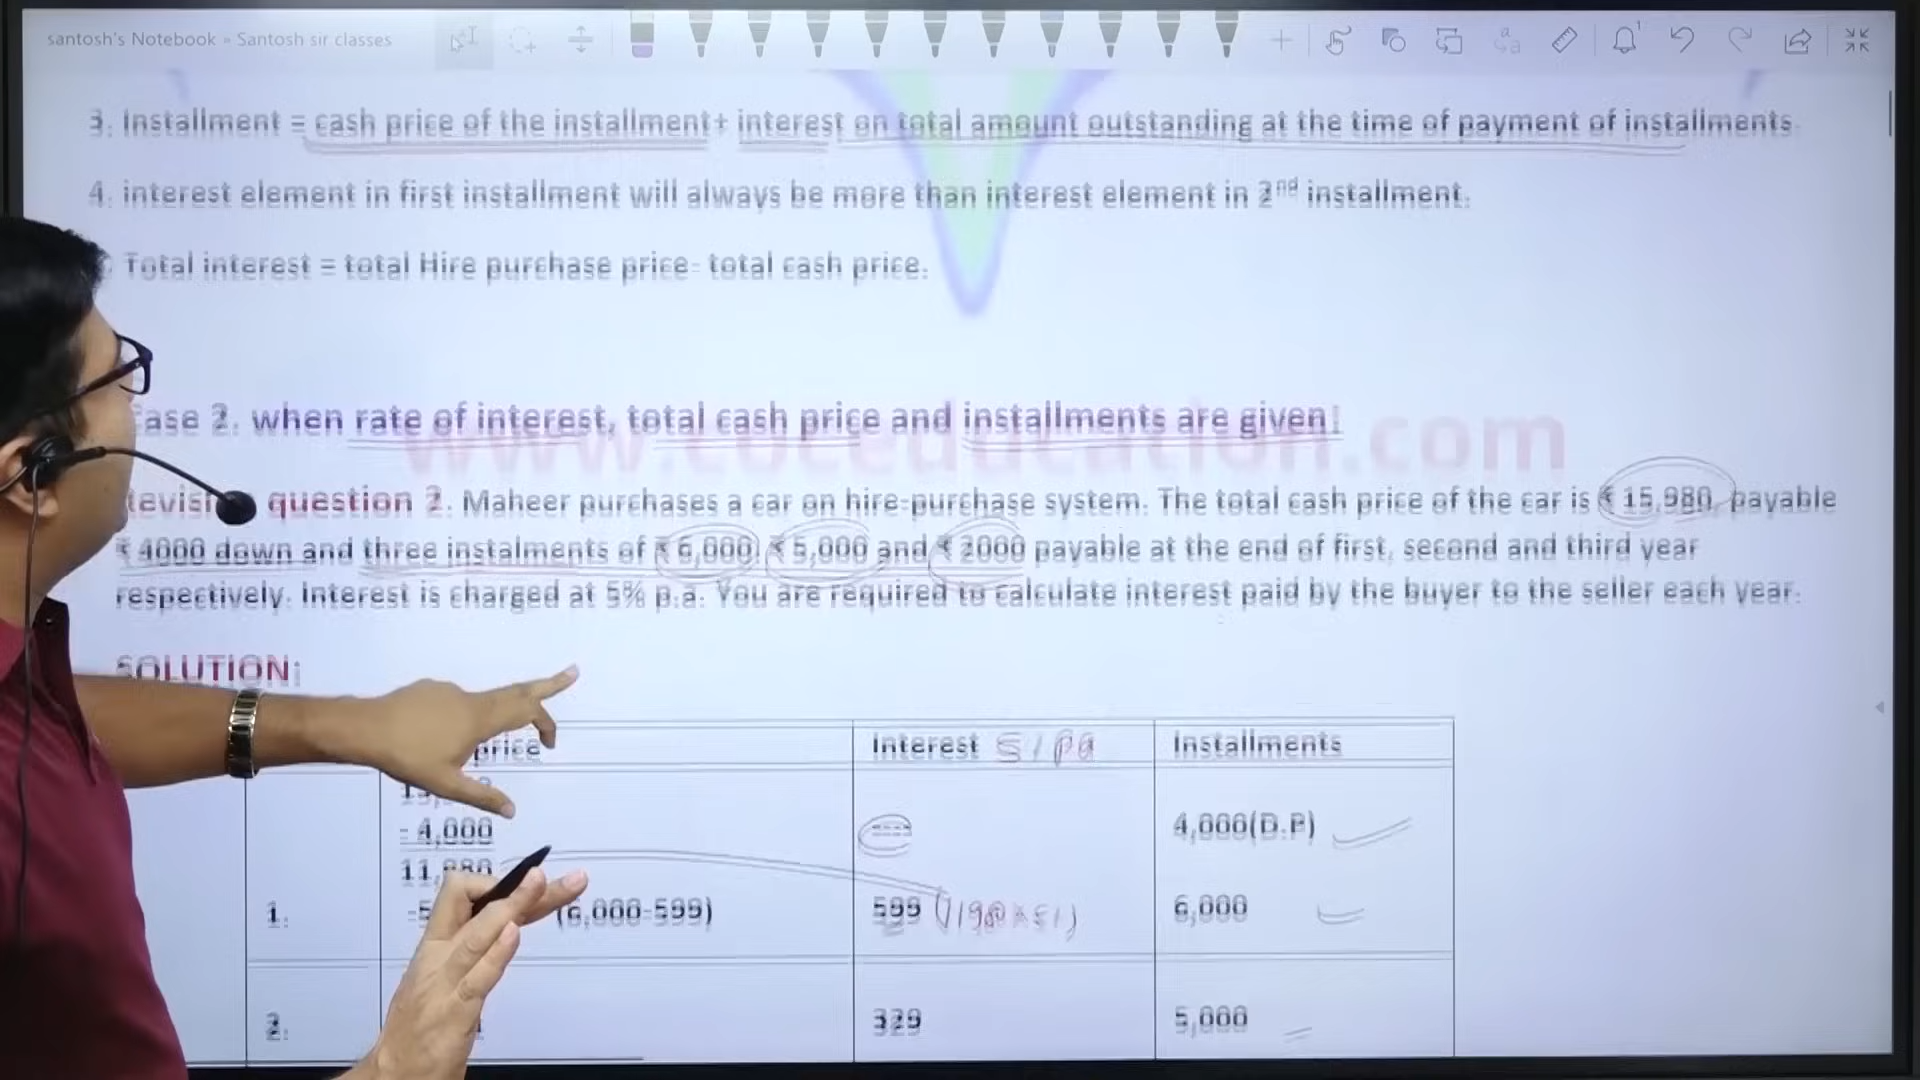 santosh's Notebook » Santosh sir classes
3. Installment = cash price of the installment+ interest on total amount outstanding at the time of payment of installments.
4. interest element in first installment will always be more than interest element in 2nd installment.
Total interest = total Hire purchase price- total cash price.
ase 2. when rate of interest, total cash price and installments are given!
www.coceducation.com
question 2. Maheer purchases a car on hire-purchase system. The total cash price of the car is ₹ 15,980, payable
₹ 4000 down and three instalments of ₹ 6,000, ₹ 5,000 and ₹ 2000 payable at the end of first, second and third year
respectively. Interest is charged at 5% p.a. You are required to calculate interest paid by the buyer to the seller each year.
SOLUTION:
price Interest 5% pa Installments
- 4,000 --- 4,000(D.P)
11,980
1. (6,000-599) 599 6,000
2. 329 5,000